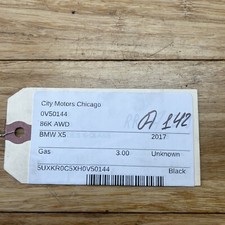 City Motors Chicago
0V50144
86K AWD
A 142
BMW X5 2017
Gas 3.00 Unknown
5UXKR0C5XH0V50144
Black